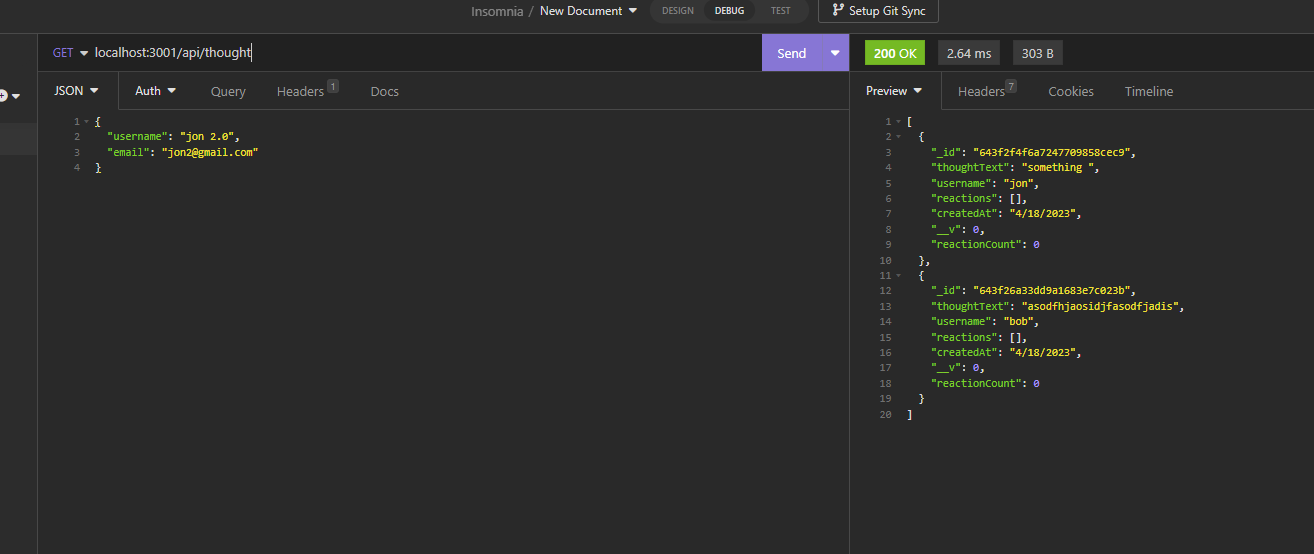 Insomnia / New Document
DESIGN DEBUG TEST
Setup Git Sync
GET localhost:3001/api/thought
Send
200 OK 2.64 ms 303 B
JSON Auth Query Headers 1 Docs
1 {
2 "username": "jon 2.0",
3 "email": "jon2@gmail.com"
4 }
Preview Headers 7 Cookies Timeline
1 [
2 {
3 "_id": "643f2f4f6a7247709858cec9",
4 "thoughtText": "something ",
5 "username": "jon",
6 "reactions": [],
7 "createdAt": "4/18/2023",
8 "__v": 0,
9 "reactionCount": 0
10 },
11 {
12 "_id": "643f26a33dd9a1683e7c023b",
13 "thoughtText": "asodfhjaosidjfasodfjadis",
14 "username": "bob",
15 "reactions": [],
16 "createdAt": "4/18/2023",
17 "__v": 0,
18 "reactionCount": 0
19 }
20 ]